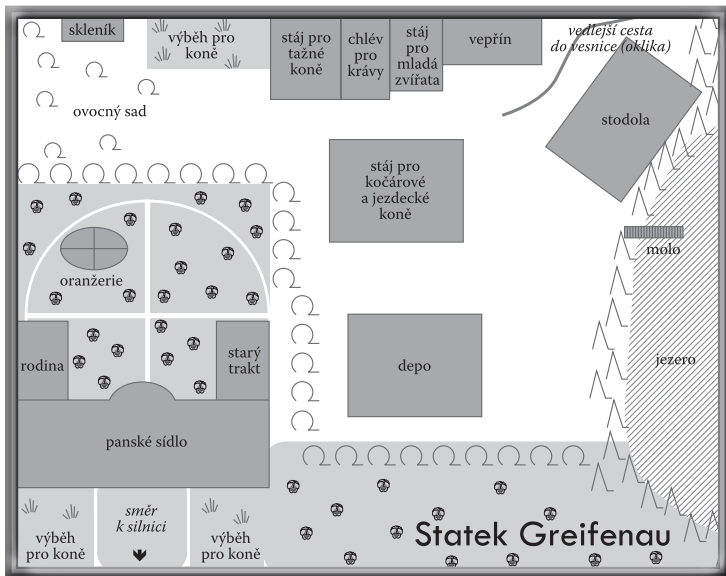 skleník
výběh pro
koně
stáj pro
tažné
koně
chlév
pro
krávy
stáj
pro
mladá
zvířata
vepřín
vedlejší cesta
do vesnice (oklika)
ovocný sad
stodola
stáj pro
kočárové
a jezdecké
koně
molo
oranžerie
rodina
starý
trakt
depo
jezero
panské sídlo
výběh
pro koně
směr
k silnici
výběh
pro koně
Statek Greifenau